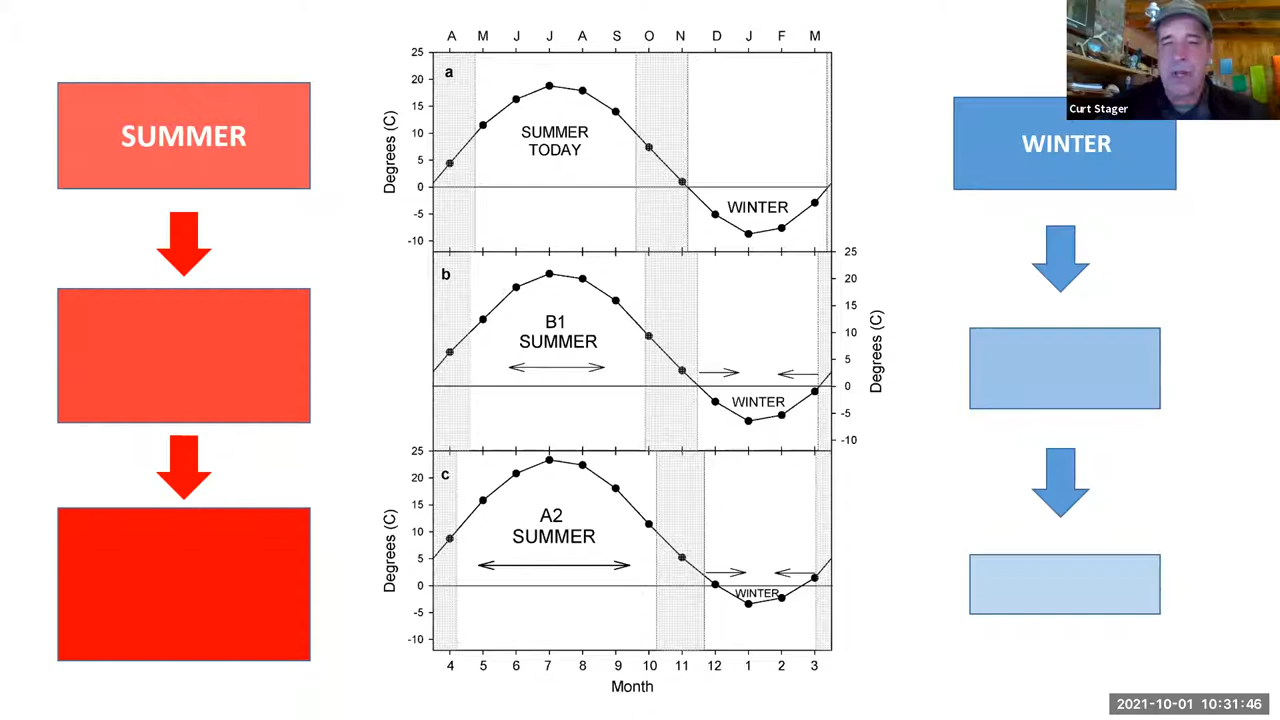 A M J J A S O N D J F M
Curt Stager
SUMMER
WINTER
a
25
20
15
10
5
0
-5
-10
Degrees (C)
SUMMER
TODAY
WINTER
b
25
20
15
10
5
0
-5
-10
Degrees (C)
B1
SUMMER
WINTER
c
25
20
15
10
5
0
-5
-10
Degrees (C)
A2
SUMMER
WINTER
4 5 6 7 8 9 10 11 12 1 2 3
Month
2021-10-01 10:31:46